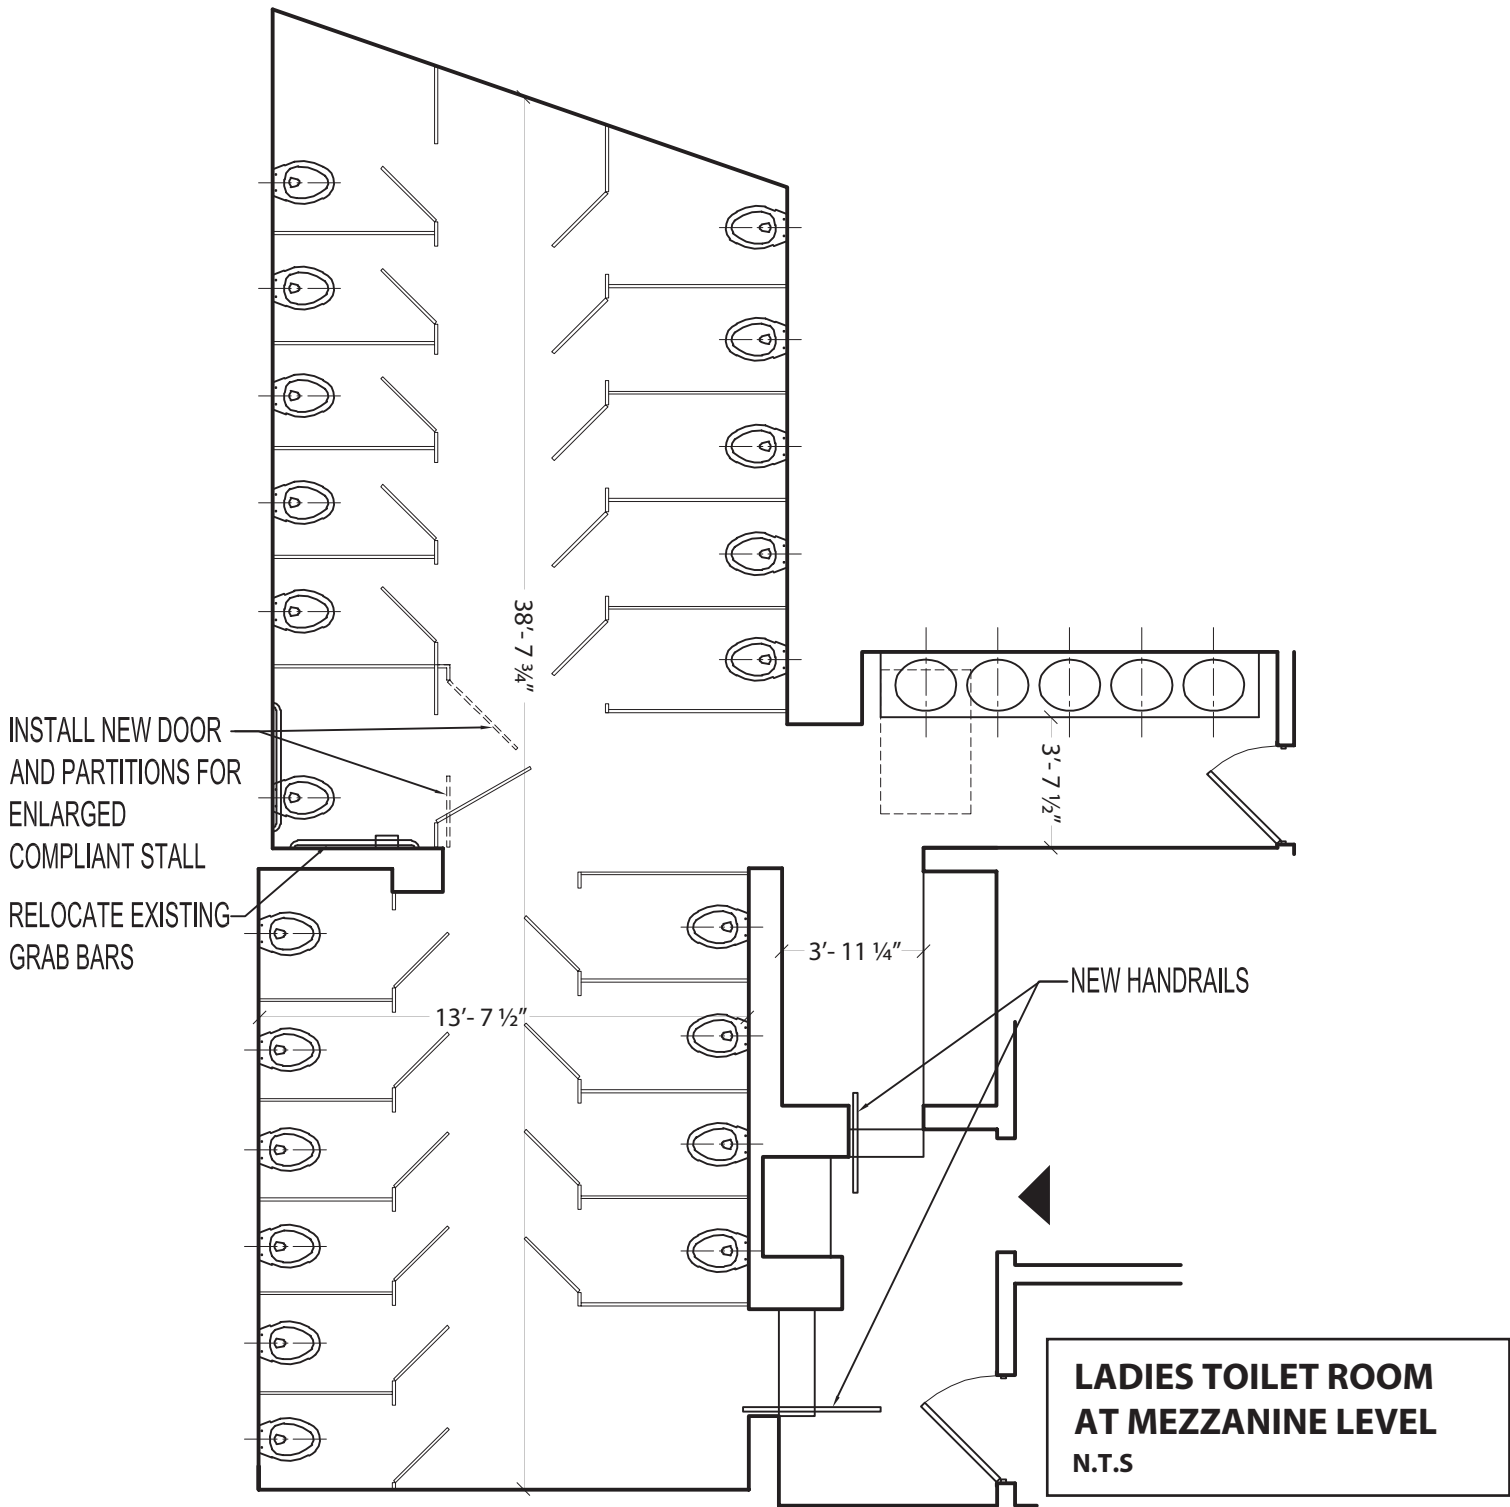 38'- 7 ¾"
INSTALL NEW DOOR
AND PARTITIONS FOR
ENLARGED
COMPLIANT STALL
3'- 7 ½"
RELOCATE EXISTING
GRAB BARS
3'- 11 ¼"
NEW HANDRAILS
13'- 7 ½"
LADIES TOILET ROOM
AT MEZZANINE LEVEL
N.T.S